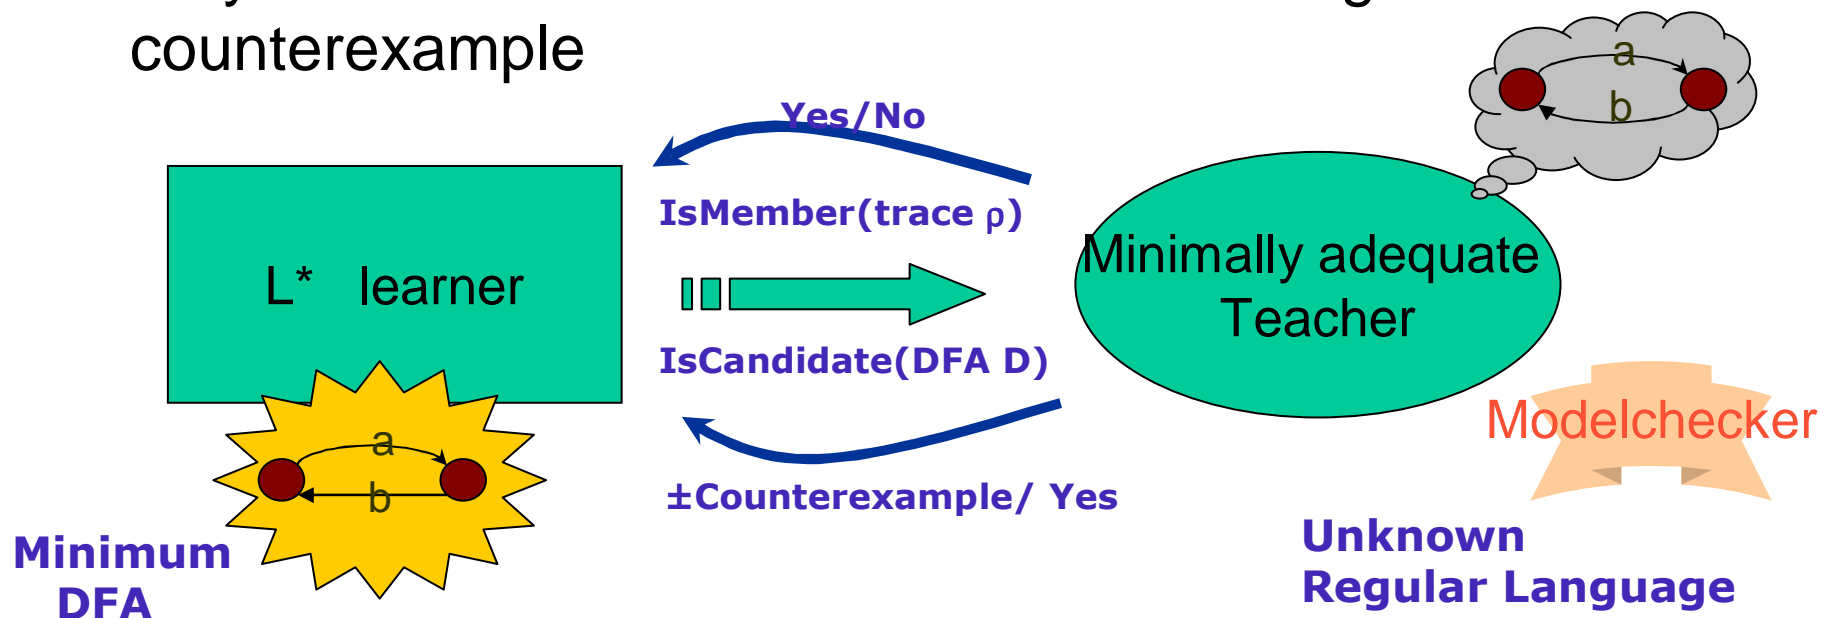 counterexample
a
b
Yes/No
IsMember(trace ρ)
L* learner
Minimally adequate
Teacher
IsCandidate(DFA D)
Modelchecker
a
b
±Counterexample/ Yes
Minimum
DFA
Unknown
Regular Language